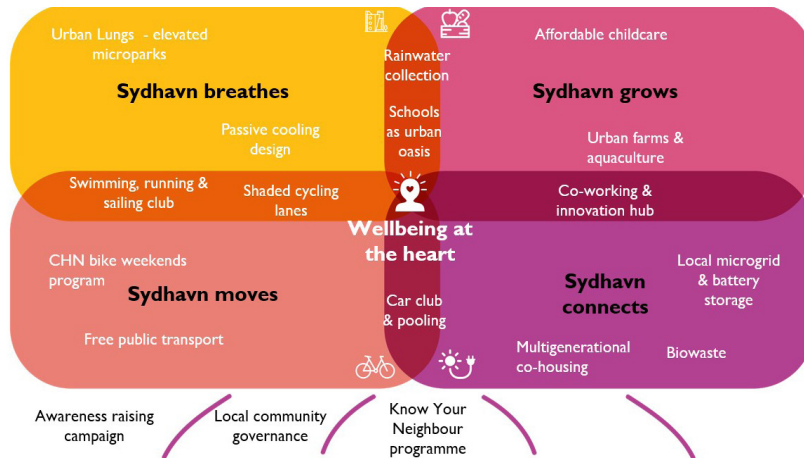 Urban Lungs - elevated
microparks
Sydhavn breathes
Passive cooling
design
Rainwater
collection
Schools
as urban
oasis
Affordable childcare
Sydhavn grows
Urban farms &
aquaculture
Swimming, running &
sailing club
Shaded cycling
lanes
Co-working &
innovation hub
Wellbeing at
the heart
CHN bike weekends
program
Sydhavn moves
Free public transport
Car club
& pooling
Sydhavn
connects
Local microgrid
& battery
storage
Multigenerational
co-housing
Biowaste
Awareness raising
campaign
Local community
governance
Know Your
Neighbour
programme